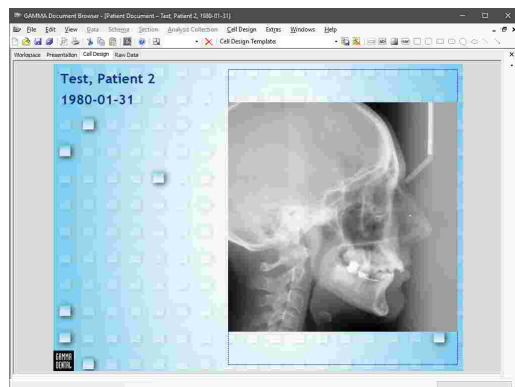 GAMMA Document Browser - [Patient Document - Test, Patient 2, 1980-01-31]
File Edit View Data Schema Section Analysis Collection Cell Design Extras Windows Help
Cell Design Template
Workspace Presentation Cell Design Raw Data
Test, Patient 2
1980-01-31
GAMMA
DENTAL